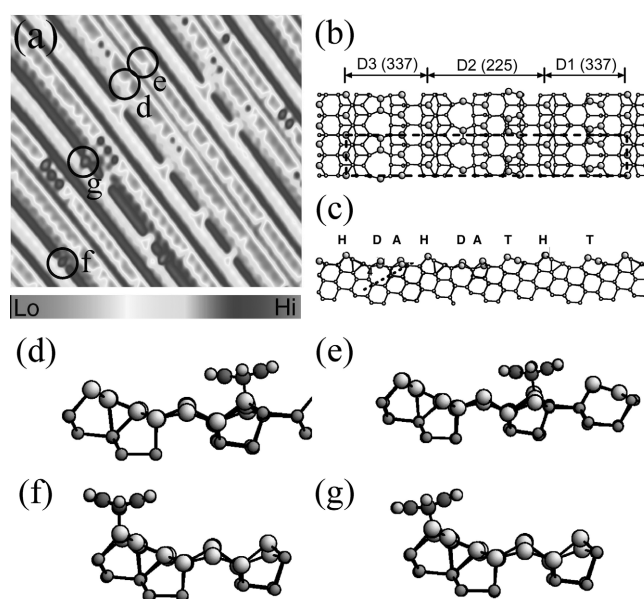 (a)
e
d
g
f
Lo Hi
(b)
D3 (337) D2 (225) D1 (337)
(c)
H D A H D A T H T
(d)
(e)
(f)
(g)